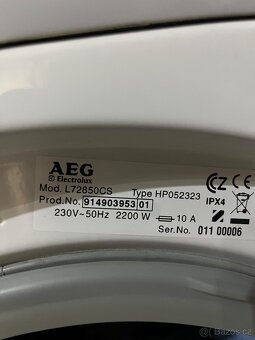 AEG
Electrolux
Mod. L72850CS Type HP052323
Prod.No. 914903953 01 IPX4
230V~50Hz 2200 W 10 A
Ser.No. 011 00006
sbazar.cz